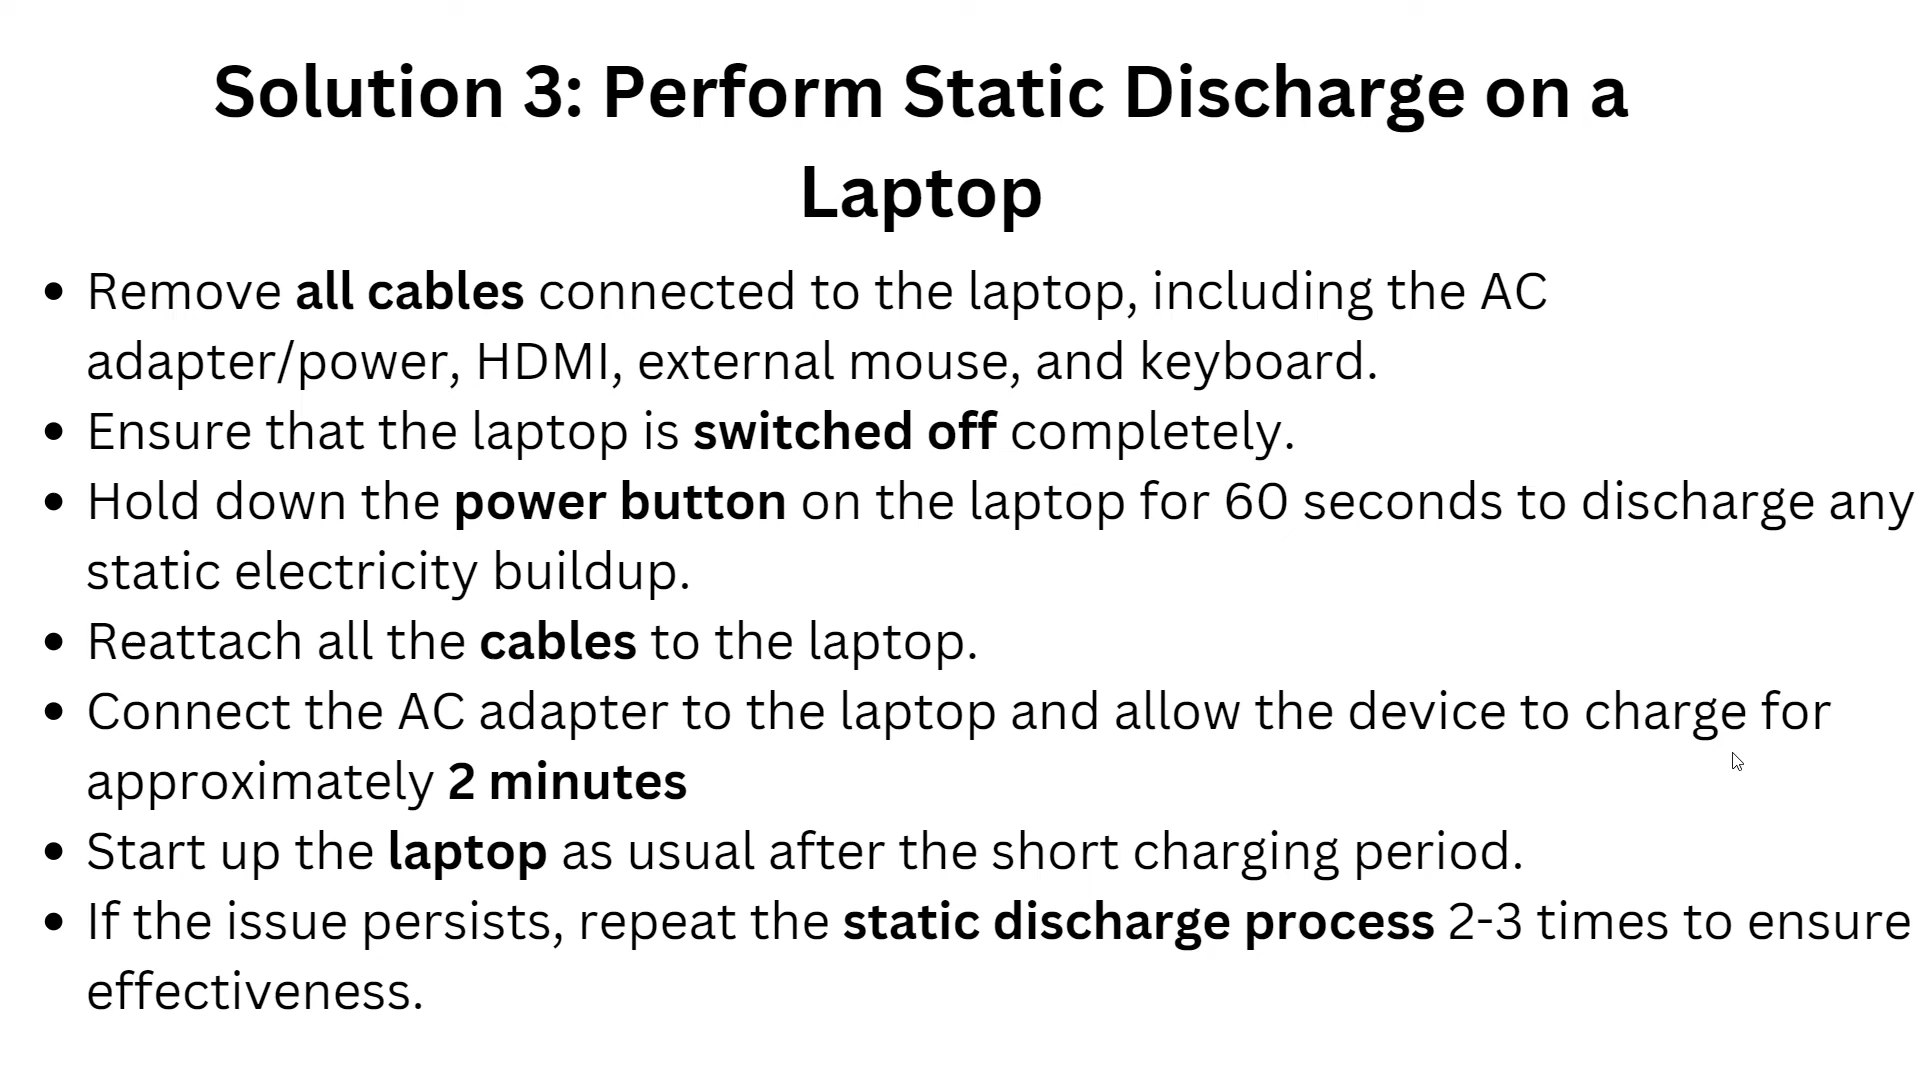 Solution 3: Perform Static Discharge on a
Laptop
• Remove all cables connected to the laptop, including the AC
adapter/power, HDMI, external mouse, and keyboard.
• Ensure that the laptop is switched off completely.
• Hold down the power button on the laptop for 60 seconds to discharge any
static electricity buildup.
• Reattach all the cables to the laptop.
• Connect the AC adapter to the laptop and allow the device to charge for
approximately 2 minutes
• Start up the laptop as usual after the short charging period.
• If the issue persists, repeat the static discharge process 2-3 times to ensure
effectiveness.